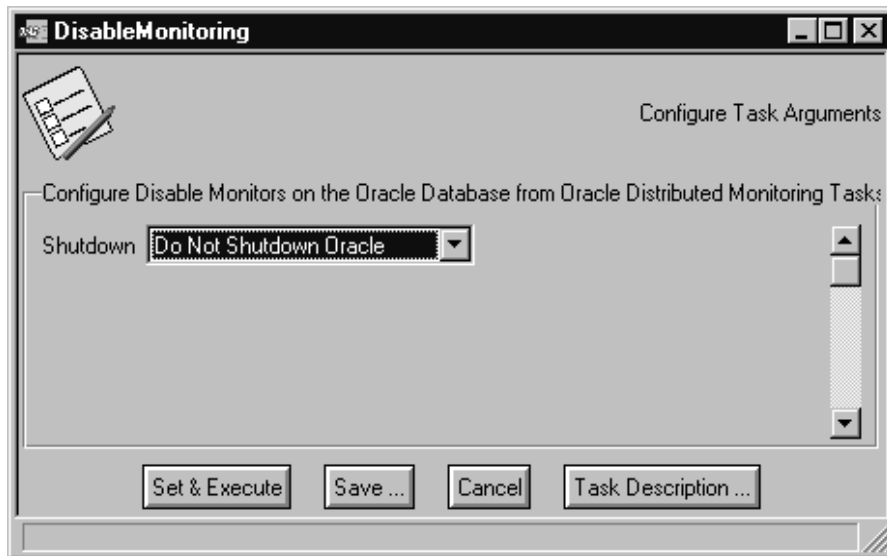 DisableMonitoring
Configure Task Arguments
Configure Disable Monitors on the Oracle Database from Oracle Distributed Monitoring Tasks
Shutdown Do Not Shutdown Oracle
Set & Execute Save ... Cancel Task Description ...